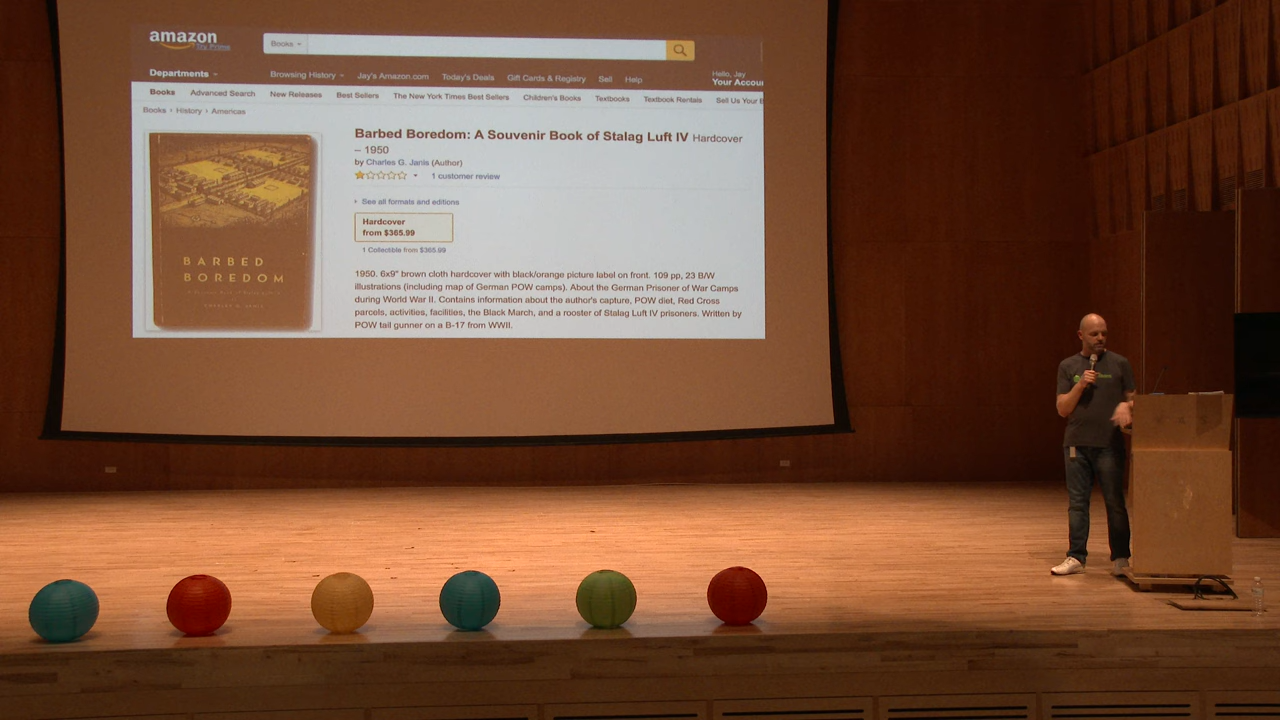 amazon
Try Prime
Books
Departments
Browsing History Jay's Amazon.com Today's Deals Gift Cards & Registry Sell Help
Hello, Jay
Your Accou
Books Advanced Search New Releases Best Sellers The New York Times Best Sellers Children's Books Textbooks Textbook Rentals Sell Us Your B
Books › History › Americas
Barbed Boredom: A Souvenir Book of Stalag Luft IV Hardcover
– 1950
by Charles G. Janis (Author)
1 customer review
See all formats and editions
Hardcover
from $365.99
1 Collectible from $365.99
1950. 6x9" brown cloth hardcover with black/orange picture label on front. 109 pp, 23 B/W
illustrations (including map of German POW camps). About the German Prisoner of War Camps
during World War II. Contains information about the author's capture, POW diet, Red Cross
parcels, activities, facilities, the Black March, and a rooster of Stalag Luft IV prisoners. Written by
POW tail gunner on a B-17 from WWII.
BARBED
BOREDOM